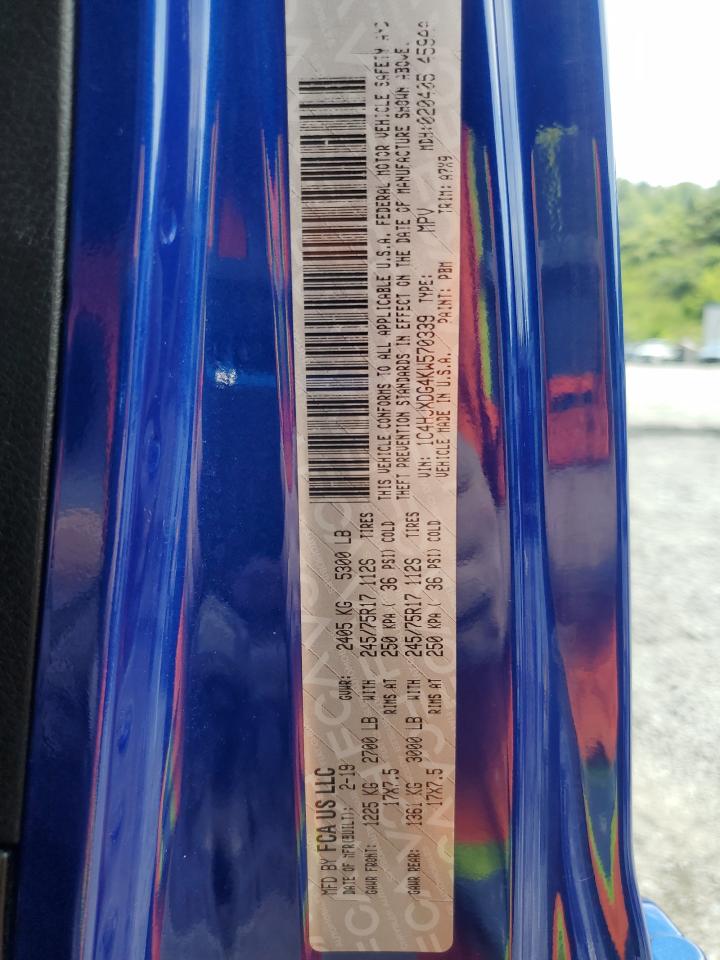 MFD BY FCA US LLC
DATE OF MFR(BUILT): 2-19 GVWR: 2405 KG 5300 LB
GAWR FRONT: 1225 KG 2700 LB WITH 245/75R17 112S TIRES
17X7.5 RIMS AT 250 KPA ( 36 PSI) COLD
GAWR REAR: 1361 KG 3000 LB WITH 245/75R17 112S TIRES
17X7.5 RIMS AT 250 KPA ( 36 PSI) COLD
THIS VEHICLE CONFORMS TO ALL APPLICABLE U.S.A. FEDERAL MOTOR VEHICLE SAFETY AND
THEFT PREVENTION STANDARDS IN EFFECT ON THE DATE OF MANUFACTURE SHOWN ABOVE.
VIN: 1C4HJXDG4KW570339 TYPE: MPV MDH:020405
VEHICLE MADE IN U.S.A. PAINT: PBM TRIM: A7X9